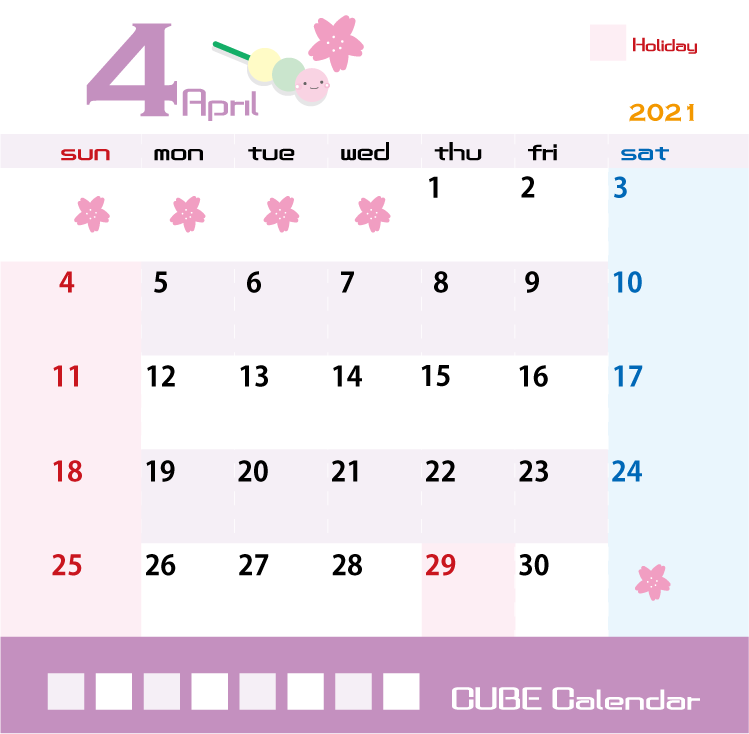 4 April
Holiday
2021
sun mon tue wed thu fri sat
1 2 3
4 5 6 7 8 9 10
11 12 13 14 15 16 17
18 19 20 21 22 23 24
25 26 27 28 29 30
CUBE Calendar